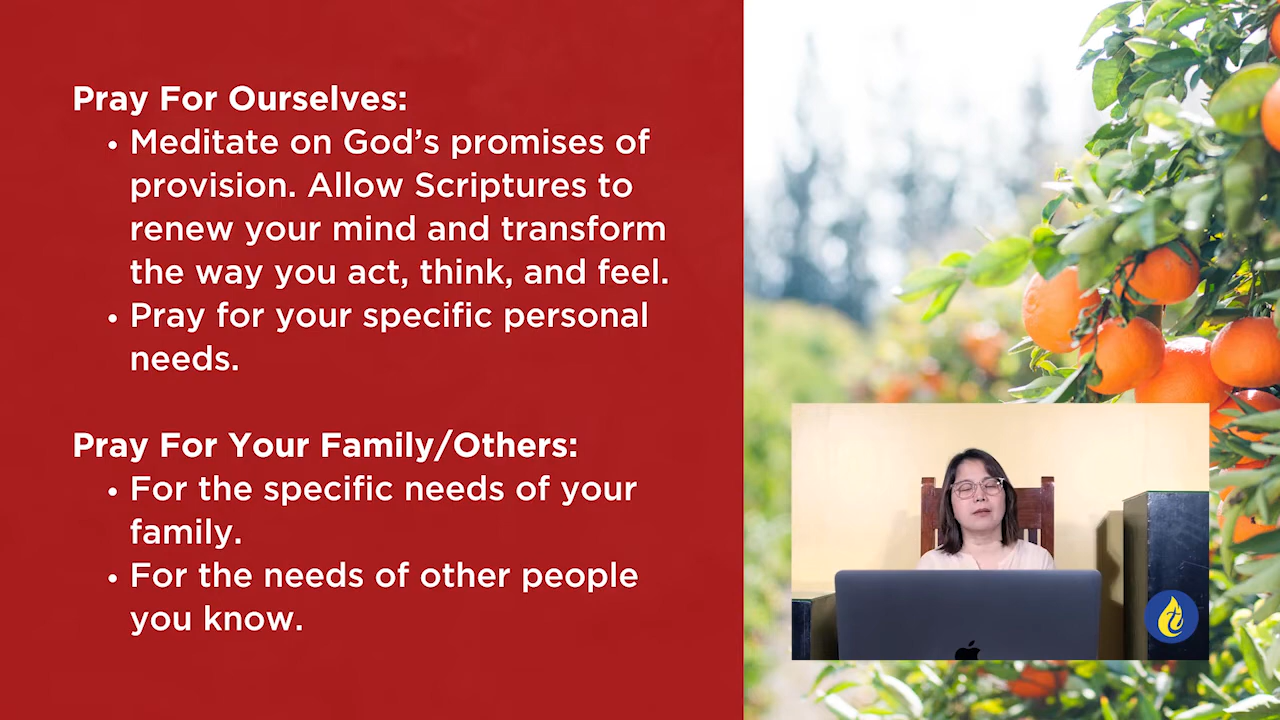 Pray For Ourselves:
• Meditate on God's promises of
provision. Allow Scriptures to
renew your mind and transform
the way you act, think, and feel.
• Pray for your specific personal
needs.
Pray For Your Family/Others:
• For the specific needs of your
family.
• For the needs of other people
you know.